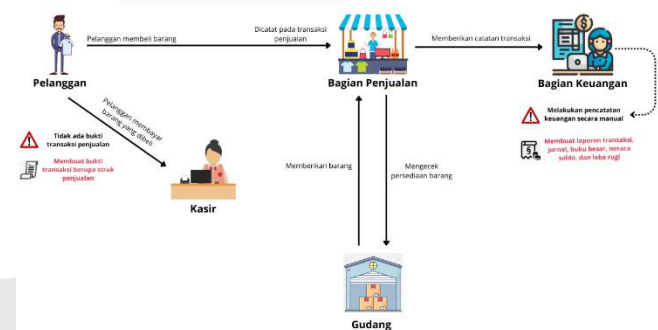 Pelanggan membeli barang
Dicatat pada transaksi
penjualan
Memberikan catatan transaksi
Pelanggan
Bagian Penjualan
Bagian Keuangan
Pelanggan membayar
barang yang dibeli
Tidak ada bukti
transaksi penjualan
Membuat bukti
transaksi berupa struk
penjualan
Melakukan pencatatan
keuangan secara manual
Membuat laporan transaksi,
jurnal, buku besar, neraca
saldo, dan laba rugi
Kasir
Memberikan barang
Mengecek
persediaan barang
Gudang